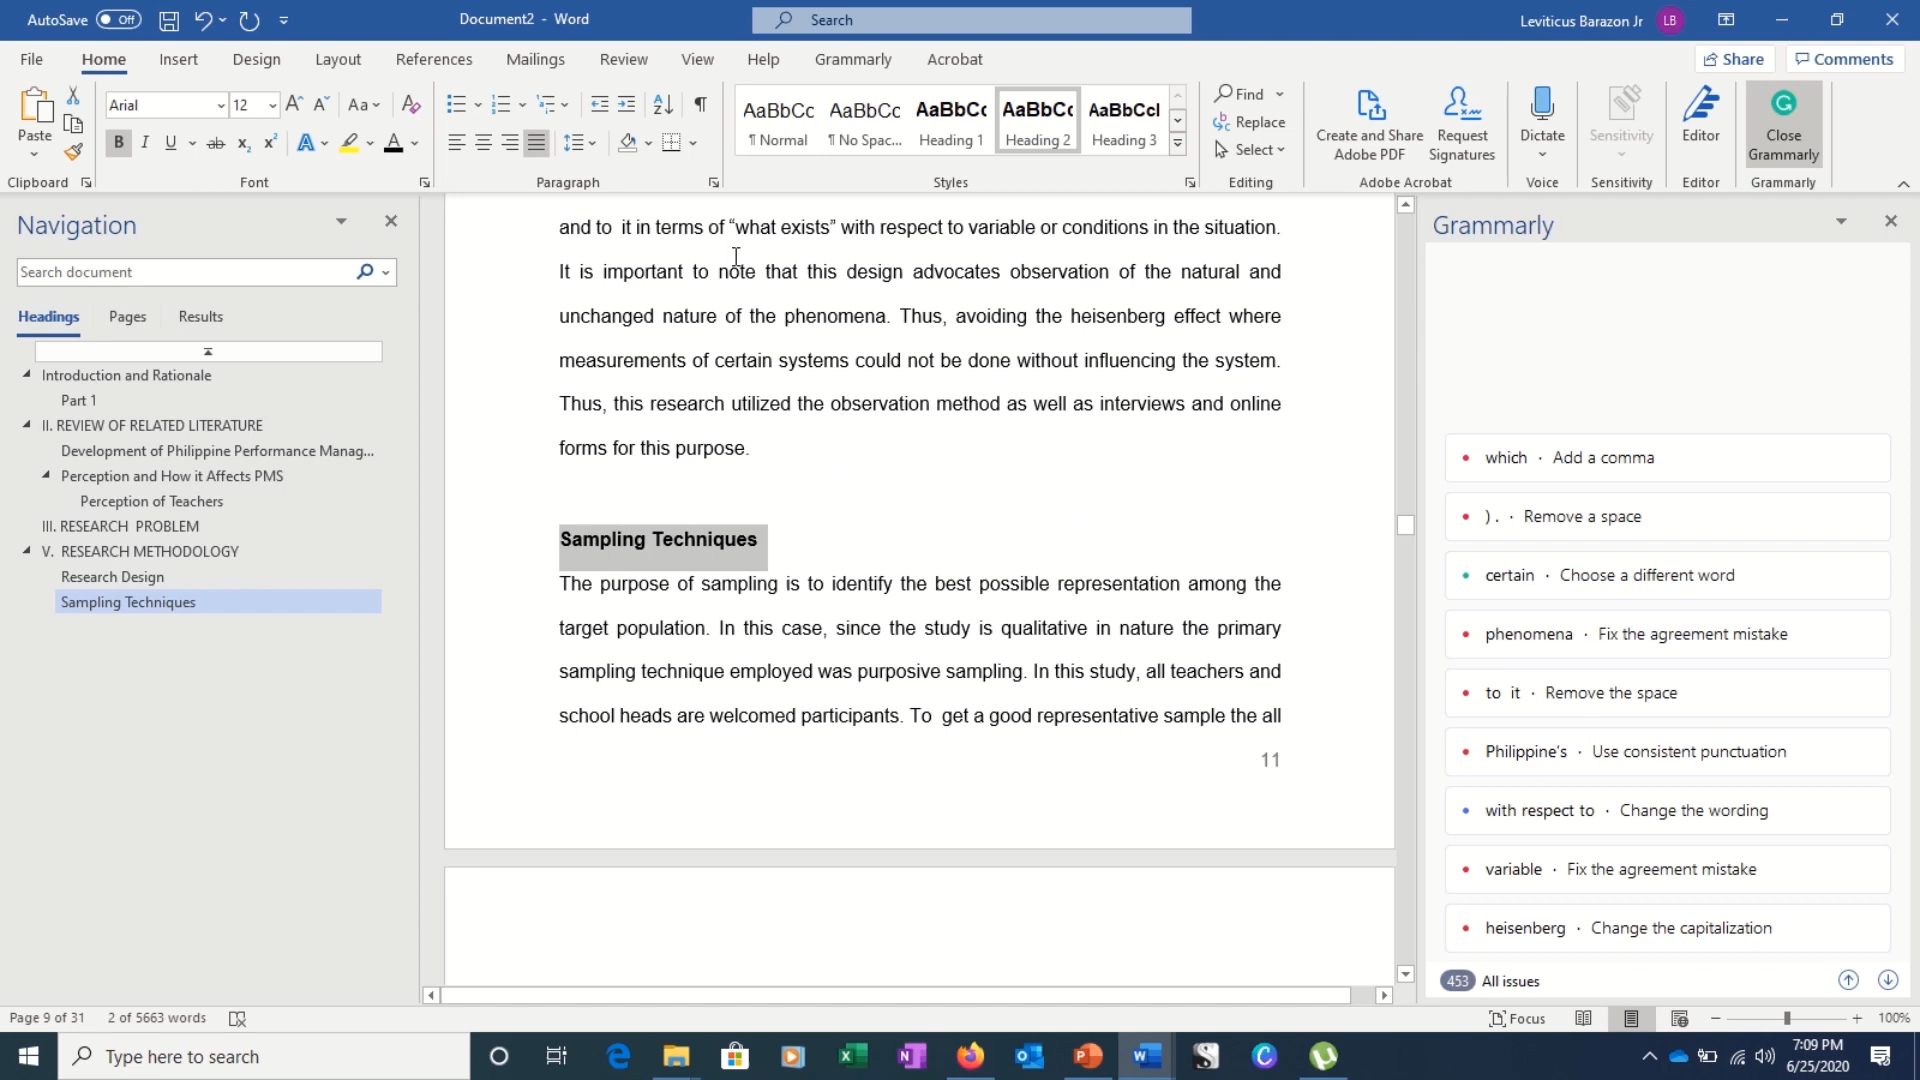 AutoSave Off
Document2 - Word
Search
Leviticus Barazon Jr LB
File Home Insert Design Layout References Mailings Review View Help Grammarly Acrobat
Share Comments
Paste
Clipboard
Arial 12 Aa
B I U ab x₂ x² A A
Font
Paragraph
AaBbCc AaBbCc AaBbCc AaBbCc AaBbCcI
¶ Normal ¶ No Spac... Heading 1 Heading 2 Heading 3
Styles
Find
Replace
Select
Editing
Create and Share
Adobe PDF
Request
Signatures
Adobe Acrobat
Dictate
Voice
Sensitivity
Sensitivity
Editor
Editor
Close
Grammarly
Grammarly
Navigation
Search document
Headings Pages Results
Introduction and Rationale
Part 1
II. REVIEW OF RELATED LITERATURE
Development of Philippine Performance Manag...
Perception and How it Affects PMS
Perception of Teachers
III. RESEARCH PROBLEM
V. RESEARCH METHODOLOGY
Research Design
Sampling Techniques
and to  it in terms of “what exists” with respect to variable or conditions in the situation.
It is important to note that this design advocates observation of the natural and
unchanged nature of the phenomena. Thus, avoiding the heisenberg effect where
measurements of certain systems could not be done without influencing the system.
Thus, this research utilized the observation method as well as interviews and online
forms for this purpose.
Sampling Techniques
The purpose of sampling is to identify the best possible representation among the
target population. In this case, since the study is qualitative in nature the primary
sampling technique employed was purposive sampling. In this study, all teachers and
school heads are welcomed participants. To  get a good representative sample the all
11
Grammarly
which · Add a comma
) . · Remove a space
certain · Choose a different word
phenomena · Fix the agreement mistake
to  it · Remove the space
Philippine's · Use consistent punctuation
with respect to · Change the wording
variable · Fix the agreement mistake
heisenberg · Change the capitalization
453 All issues
Page 9 of 31 2 of 5663 words
Focus
100%
Type here to search
7:09 PM
6/25/2020